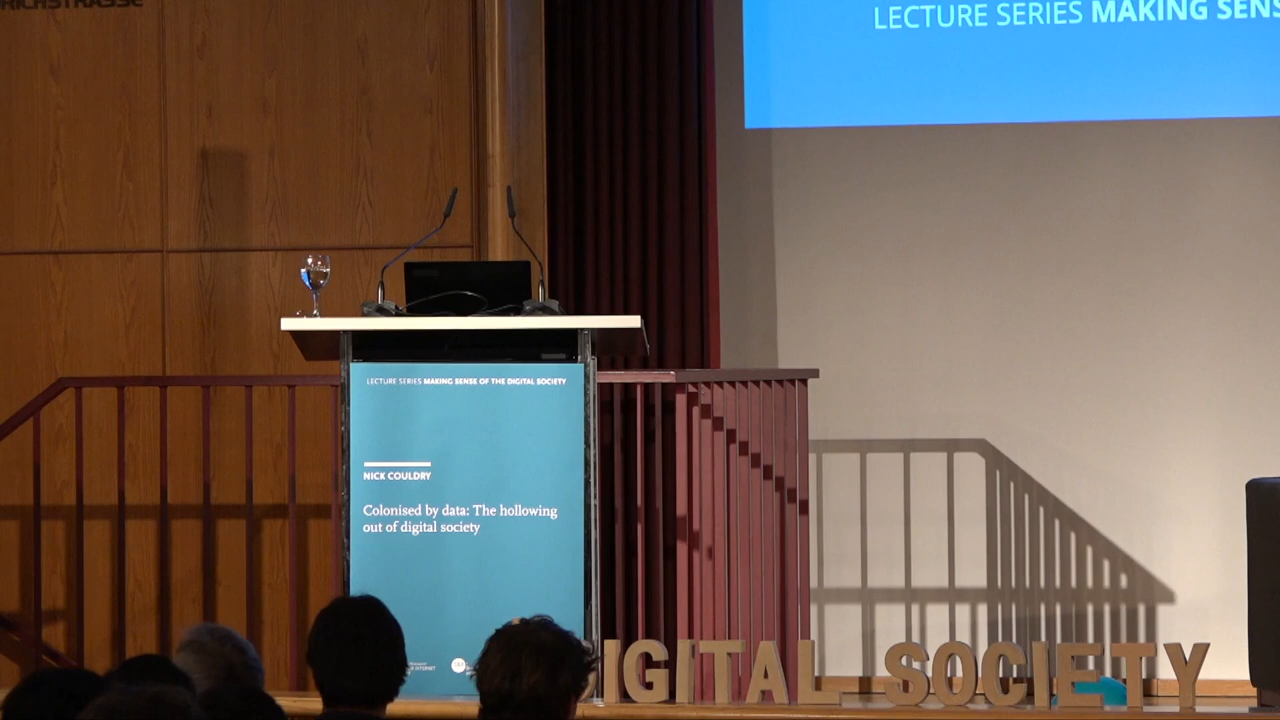 LECTURE SERIES MAKING SENS
LECTURE SERIES MAKING SENSE OF THE DIGITAL SOCIETY
NICK COULDRY
Colonised by data: The hollowing
out of digital society
IGITAL SOCIETY